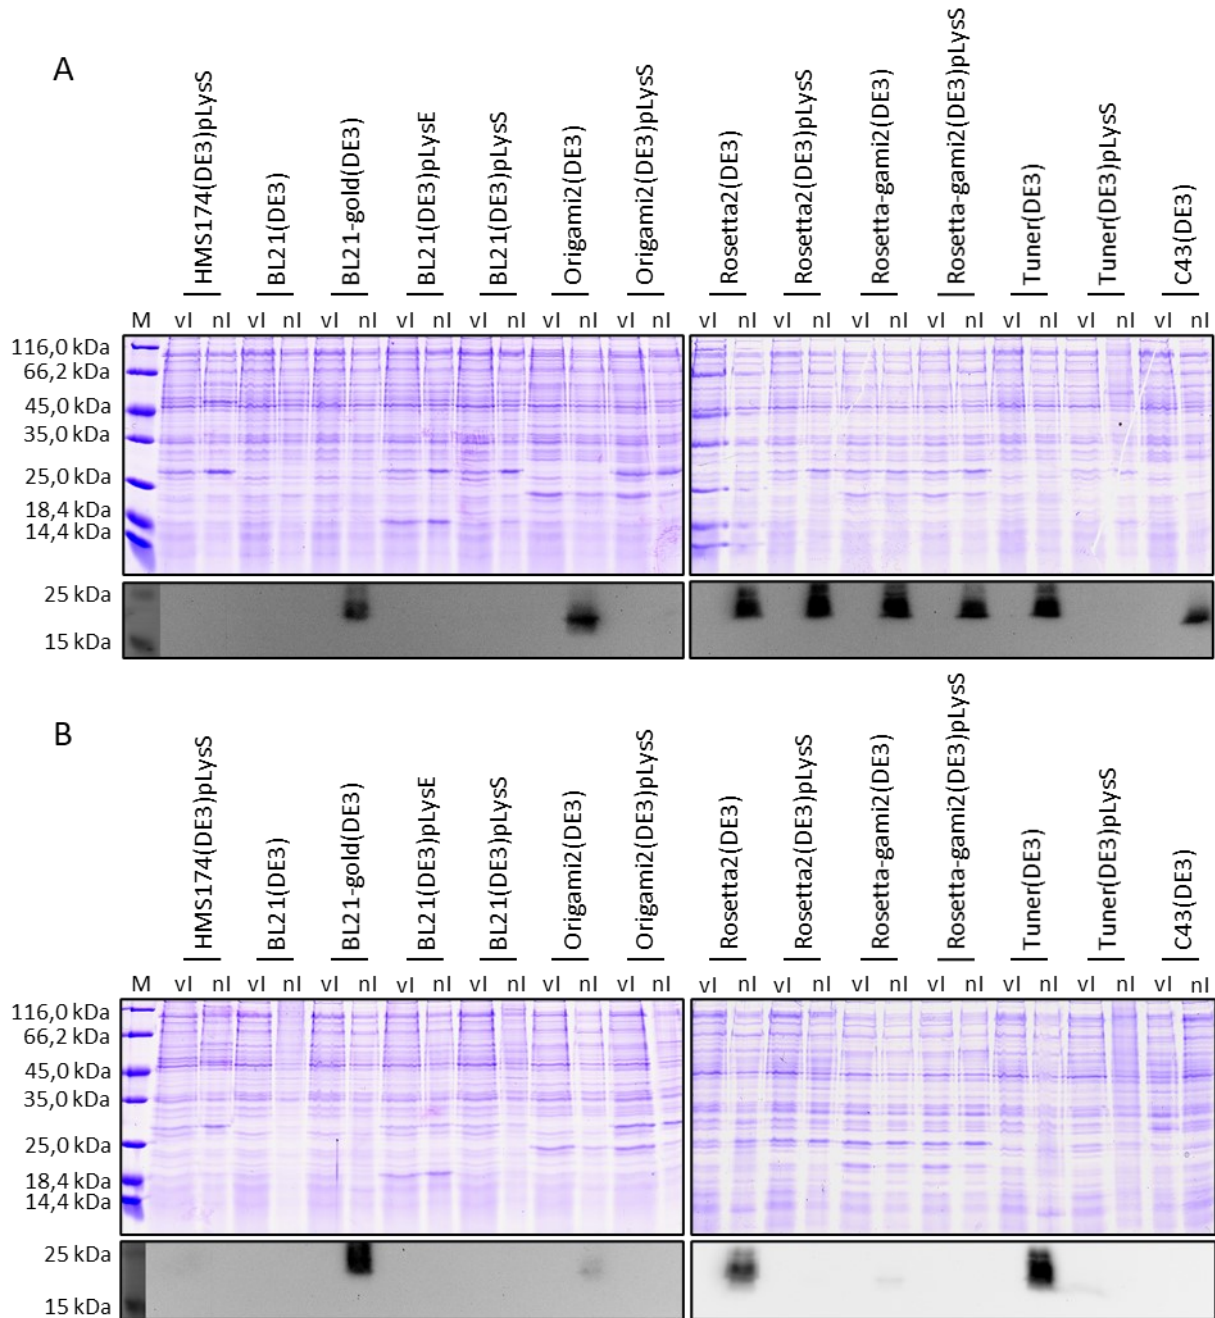 A
HMS174(DE3)pLysS
BL21(DE3)
BL21-gold(DE3)
BL21(DE3)pLysE
BL21(DE3)pLysS
Origami2(DE3)
Origami2(DE3)pLysS
Rosetta2(DE3)
Rosetta2(DE3)pLysS
Rosetta-gami2(DE3)
Rosetta-gami2(DE3)pLysS
Tuner(DE3)
Tuner(DE3)pLysS
C43(DE3)
M vI nI vI nI vI nI vI nI vI nI vI nI vI nI vI nI vI nI vI nI vI nI vI nI vI nI vI nI
116,0 kDa
66,2 kDa
45,0 kDa
35,0 kDa
25,0 kDa
18,4 kDa
14,4 kDa
25 kDa
15 kDa
B
HMS174(DE3)pLysS
BL21(DE3)
BL21-gold(DE3)
BL21(DE3)pLysE
BL21(DE3)pLysS
Origami2(DE3)
Origami2(DE3)pLysS
Rosetta2(DE3)
Rosetta2(DE3)pLysS
Rosetta-gami2(DE3)
Rosetta-gami2(DE3)pLysS
Tuner(DE3)
Tuner(DE3)pLysS
C43(DE3)
M vI nI vI nI vI nI vI nI vI nI vI nI vI nI vI nI vI nI vI nI vI nI vI nI vI nI vI nI
116,0 kDa
66,2 kDa
45,0 kDa
35,0 kDa
25,0 kDa
18,4 kDa
14,4 kDa
25 kDa
15 kDa